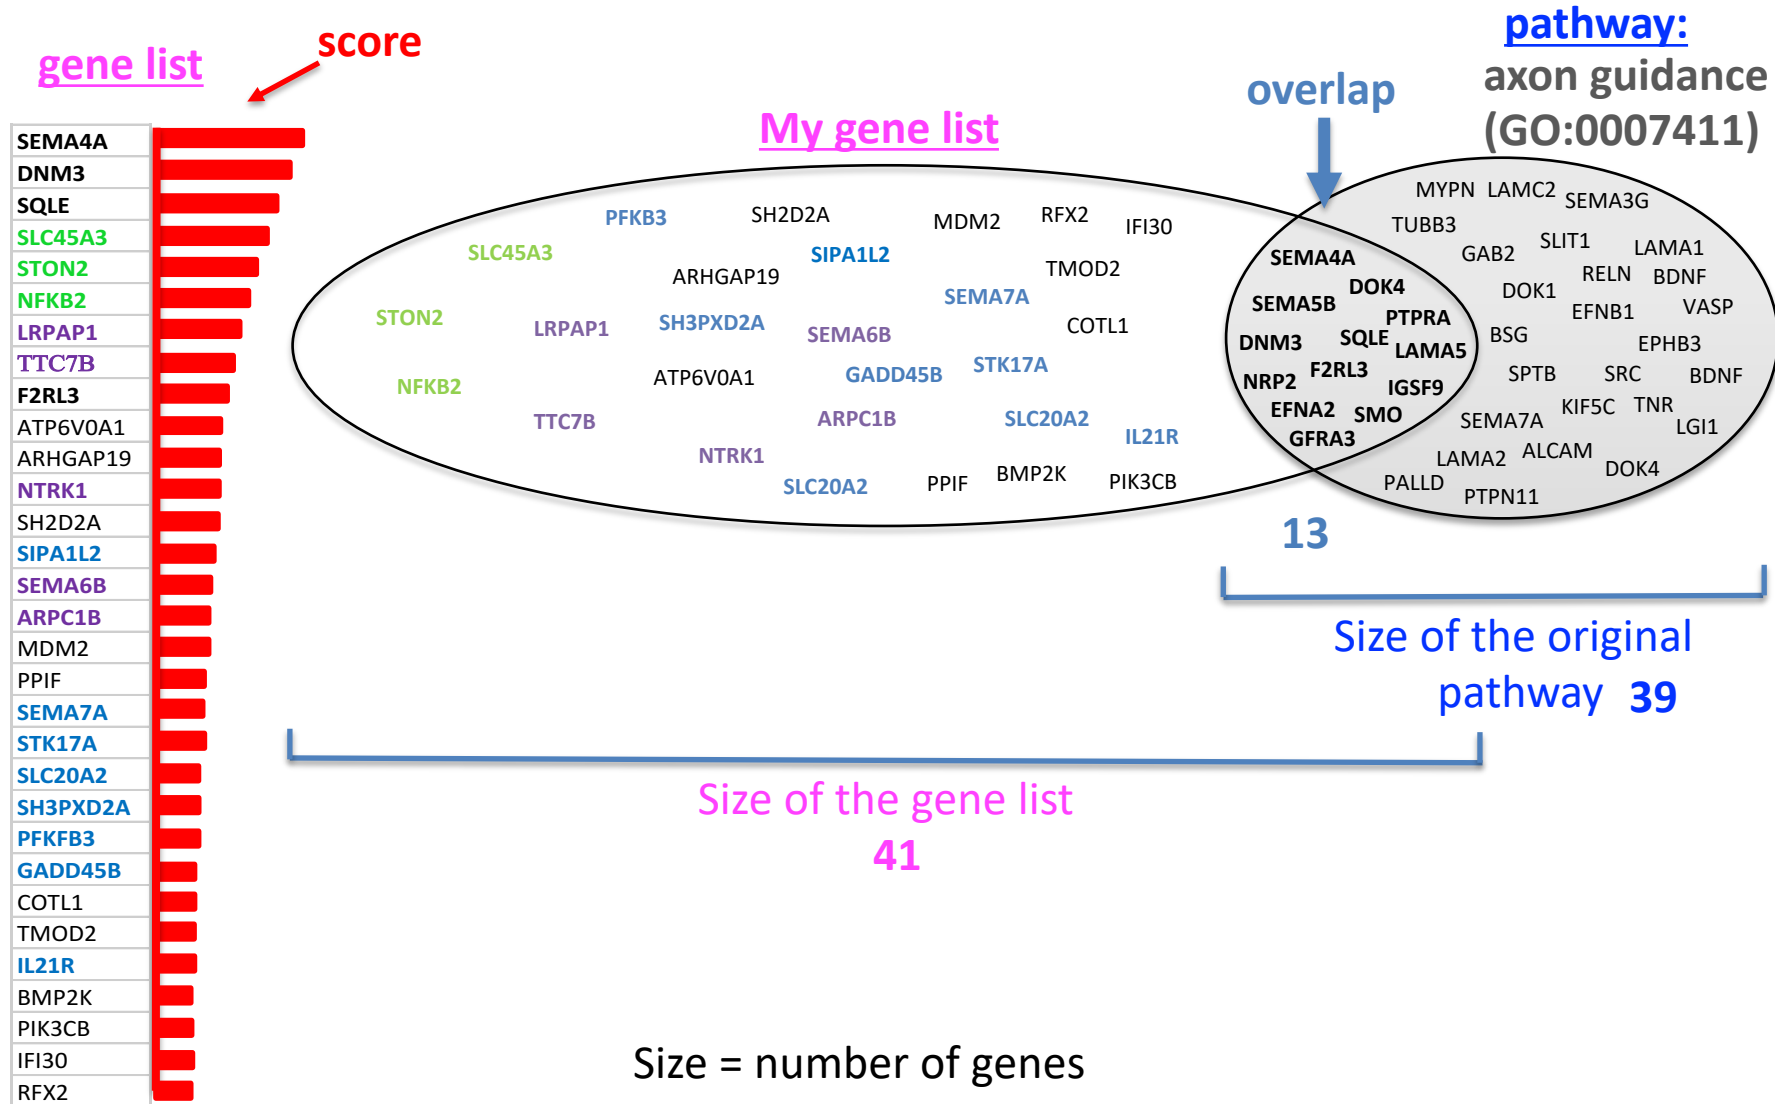 gene list
score
SEMA4A
DNM3
SQLE
SLC45A3
STON2
NFKB2
LRPAP1
TTC7B
F2RL3
ATP6V0A1
ARHGAP19
NTRK1
SH2D2A
SIPA1L2
SEMA6B
ARPC1B
MDM2
PPIF
SEMA7A
STK17A
SLC20A2
SH3PXD2A
PFKFB3
GADD45B
COTL1
TMOD2
IL21R
BMP2K
PIK3CB
IFI30
RFX2
My gene list
PFKB3 SH2D2A MDM2 RFX2 IFI30
SLC45A3 SIPA1L2
ARHGAP19 TMOD2
SEMA7A
STON2 LRPAP1 SH3PXD2A SEMA6B COTL1
STK17A
NFKB2 ATP6V0A1 GADD45B
TTC7B ARPC1B SLC20A2
IL21R
NTRK1
SLC20A2 PPIF BMP2K PIK3CB
overlap
SEMA4A
DOK4
SEMA5B
PTPRA
DNM3 SQLE
LAMA5
F2RL3
NRP2 IGSF9
EFNA2 SMO
GFRA3
13
pathway:
axon guidance
(GO:0007411)
MYPN LAMC2 SEMA3G
TUBB3
GAB2 SLIT1 LAMA1
RELN BDNF
DOK1
EFNB1 VASP
BSG EPHB3
SPTB SRC BDNF
KIF5C TNR
SEMA7A LGI1
LAMA2 ALCAM
DOK4
PALLD PTPN11
Size of the original
pathway 39
Size of the gene list
41
Size = number of genes